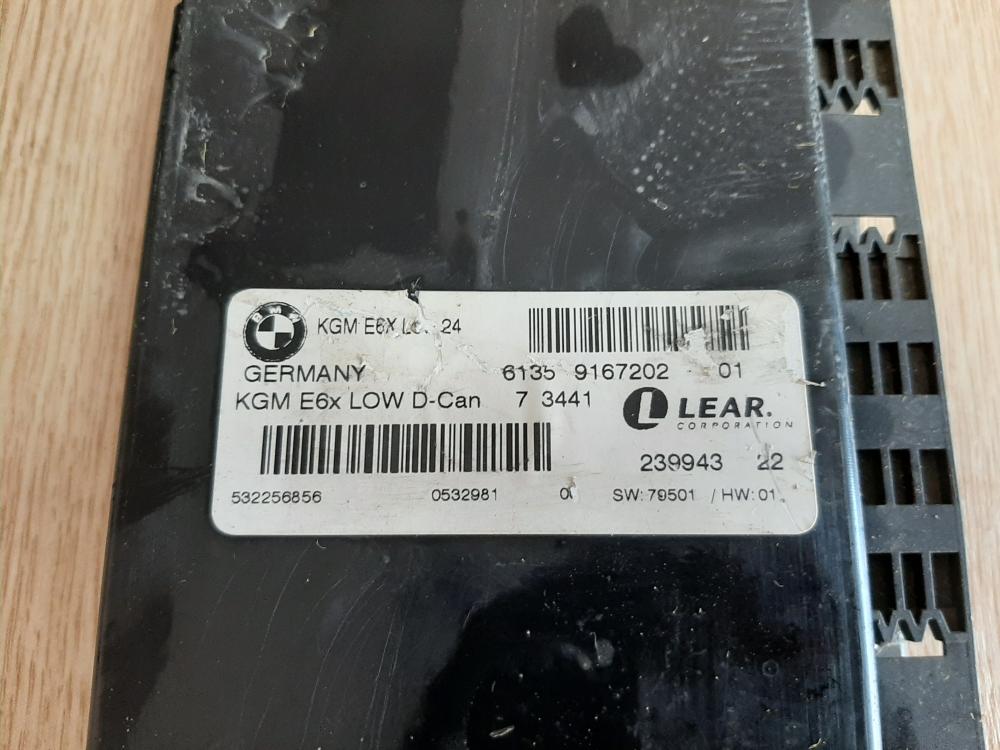 BMW
KGM E6X 24
GERMANY 6135 9167202 01
KGM E6x LOW D-Can 7 3441
LEAR.
CORPORATION
239943 22
532256856 0532981 SW: 79501 / HW: 01